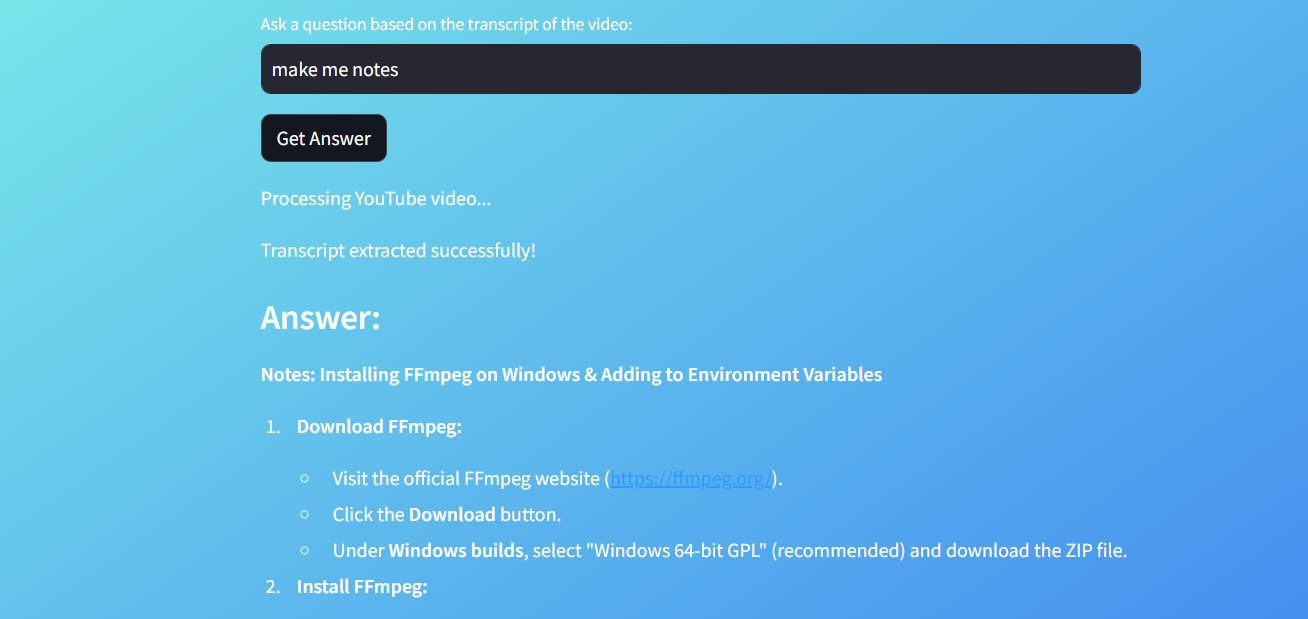 Ask a question based on the transcript of the video:
make me notes
Get Answer
Processing YouTube video...
Transcript extracted successfully!
Answer:
Notes: Installing FFmpeg on Windows & Adding to Environment Variables
1. Download FFmpeg:
○ Visit the official FFmpeg website (https://ffmpeg.org/).
○ Click the Download button.
○ Under Windows builds, select "Windows 64-bit GPL" (recommended) and download the ZIP file.
2. Install FFmpeg: